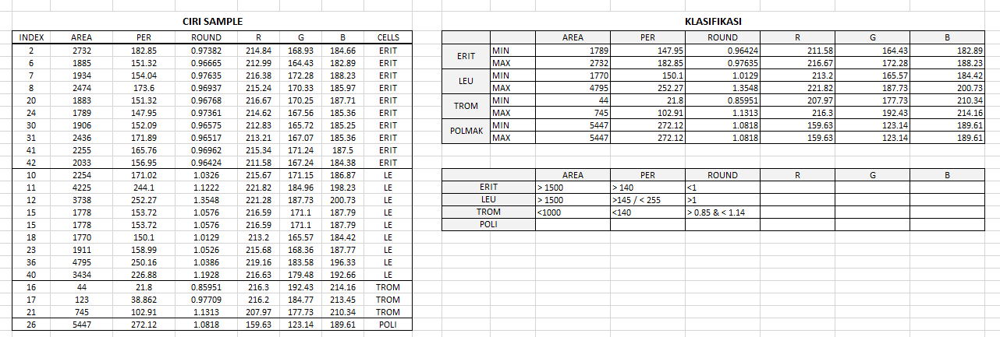 CIRI SAMPLE
INDEX AREA PER ROUND R G B CELLS
2 2732 182.85 0.97382 214.84 168.93 184.66 ERIT
6 1885 151.32 0.96665 212.99 164.43 182.89 ERIT
7 1934 154.04 0.97635 216.38 172.28 188.23 ERIT
8 2474 173.6 0.96937 215.24 170.33 185.97 ERIT
20 1883 151.32 0.96768 216.67 170.25 187.71 ERIT
24 1789 147.95 0.97361 214.62 167.56 185.36 ERIT
30 1906 152.09 0.96575 212.83 165.72 185.25 ERIT
31 2436 171.89 0.96517 213.21 167.07 185.36 ERIT
41 2255 165.76 0.96962 215.34 171.24 187.5 ERIT
42 2033 156.95 0.96424 211.58 167.24 184.38 ERIT
10 2254 171.02 1.0326 215.67 171.15 186.87 LE
11 4225 244.1 1.1222 221.82 184.96 198.23 LE
12 3738 252.27 1.3548 221.28 187.73 200.73 LE
15 1778 153.72 1.0576 216.59 171.1 187.79 LE
15 1778 153.72 1.0576 216.59 171.1 187.79 LE
18 1770 150.1 1.0129 213.2 165.57 184.42 LE
23 1911 158.99 1.0526 215.68 168.36 187.77 LE
36 4795 250.16 1.0386 219.16 183.58 196.33 LE
40 3434 226.88 1.1928 216.63 179.48 192.66 LE
16 44 21.8 0.85951 216.3 192.43 214.16 TROM
17 123 38.862 0.97709 216.2 184.77 213.45 TROM
21 745 102.91 1.1313 207.97 177.73 210.34 TROM
26 5447 272.12 1.0818 159.63 123.14 189.61 POLI
KLASIFIKASI
AREA PER ROUND R G B
ERIT MIN 1789 147.95 0.96424 211.58 164.43 182.89
MAX 2732 182.85 0.97635 216.67 172.28 188.23
LEU MIN 1770 150.1 1.0129 213.2 165.57 184.42
MAX 4795 252.27 1.3548 221.82 187.73 200.73
TROM MIN 44 21.8 0.85951 207.97 177.73 210.34
MAX 745 102.91 1.1313 216.3 192.43 214.16
POLMAK MIN 5447 272.12 1.0818 159.63 123.14 189.61
MAX 5447 272.12 1.0818 159.63 123.14 189.61
AREA PER ROUND R G B
ERIT > 1500 > 140 <1
LEU > 1500 >145 / < 255 >1
TROM <1000 <140 > 0.85 & < 1.14
POLI